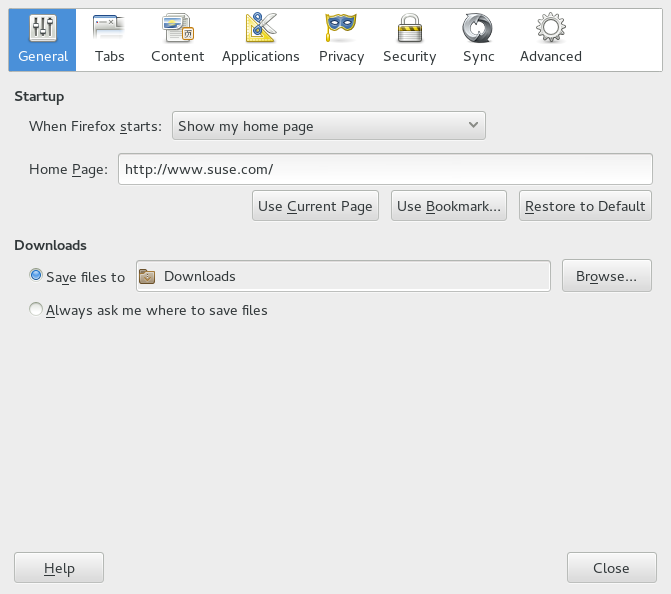 General Tabs Content Applications Privacy Security Sync Advanced
Startup
When Firefox starts: Show my home page
Home Page: http://www.suse.com/
Use Current Page Use Bookmark... Restore to Default
Downloads
Save files to Downloads Browse...
Always ask me where to save files
Help Close